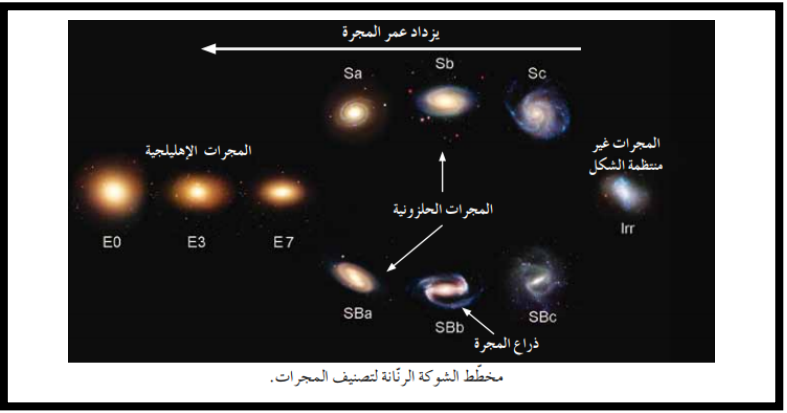 يزداد عمر المجرة
Sa
Sb
Sc
المجرات غير
منتظمة الشكل
المجرات الإهليلجية
المجرات الحلزونية
E0
E3
E7
Irr
SBa
SBb
SBc
ذراع المجرة
مخطّط الشوكة الرنّانة لتصنيف المجرات.